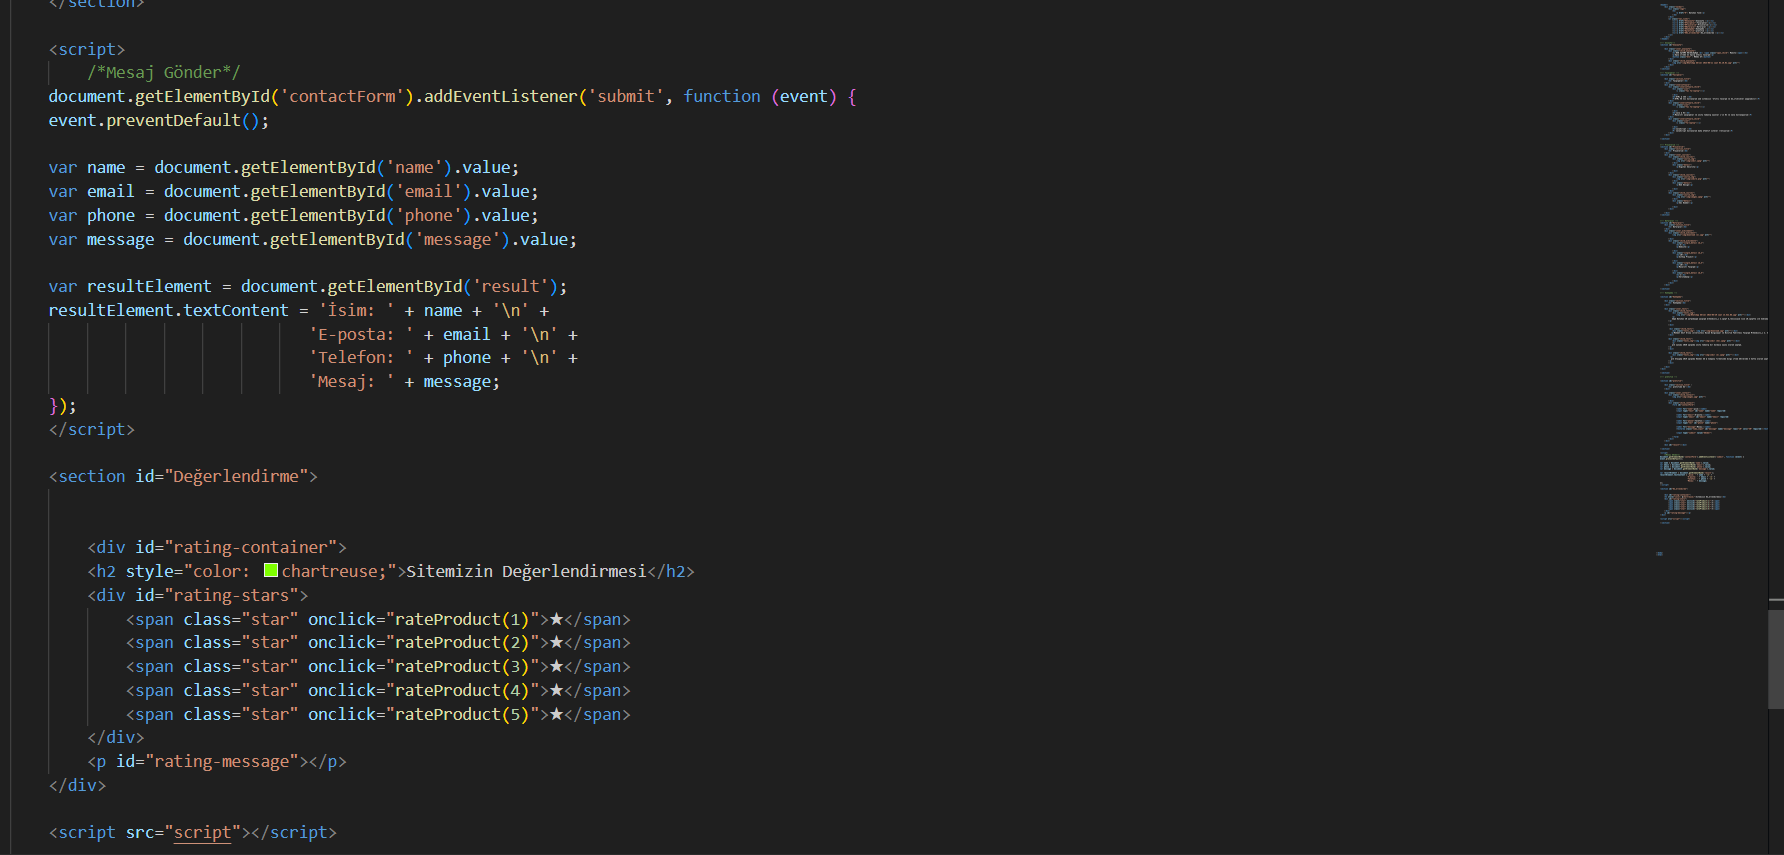 </section>
<script>
/*Mesaj Gönder*/
document.getElementById('contactForm').addEventListener('submit', function (event) {
event.preventDefault();
var name = document.getElementById('name').value;
var email = document.getElementById('email').value;
var phone = document.getElementById('phone').value;
var message = document.getElementById('message').value;
var resultElement = document.getElementById('result');
resultElement.textContent = 'İsim: ' + name + '\n' +
'E-posta: ' + email + '\n' +
'Telefon: ' + phone + '\n' +
'Mesaj: ' + message;
});
</script>
<section id="Değerlendirme">
<div id="rating-container">
<h2 style="color: chartreuse;">Sitemizin Değerlendirmesi</h2>
<div id="rating-stars">
<span class="star" onclick="rateProduct(1)">★</span>
<span class="star" onclick="rateProduct(2)">★</span>
<span class="star" onclick="rateProduct(3)">★</span>
<span class="star" onclick="rateProduct(4)">★</span>
<span class="star" onclick="rateProduct(5)">★</span>
</div>
<p id="rating-message"></p>
</div>
<script src="script"></script>